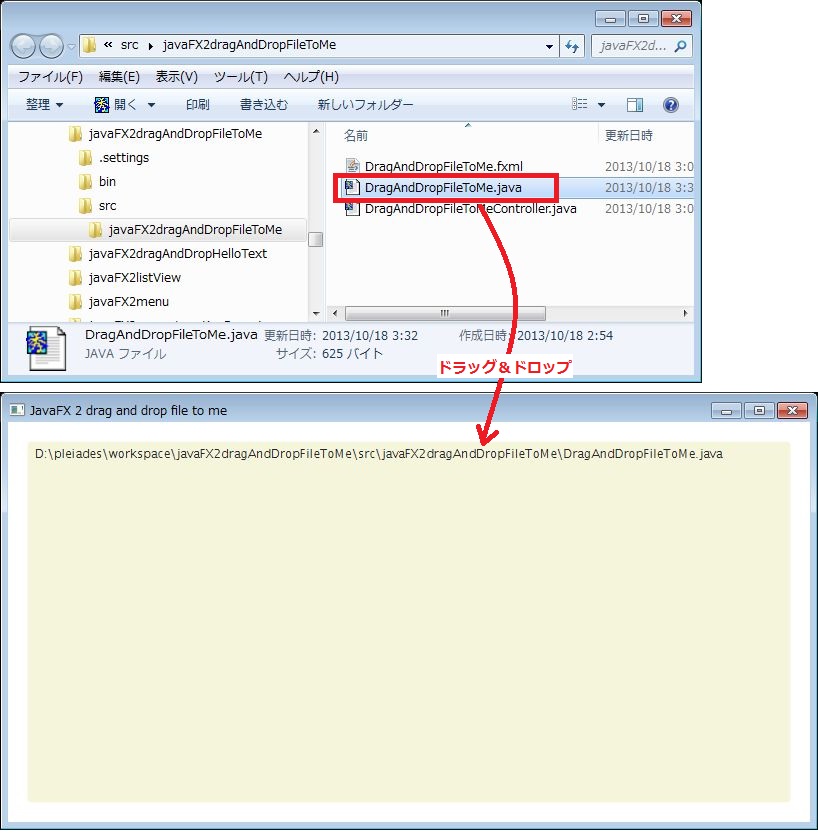 « src ▸ javaFX2dragAndDropFileToMe
javaFX2d...
ファイル(F) 編集(E) 表示(V) ツール(T) ヘルプ(H)
整理 開く 印刷 書き込む 新しいフォルダー
javaFX2dragAndDropFileToMe
.settings
bin
src
javaFX2dragAndDropFileToMe
javaFX2dragAndDropHelloText
javaFX2listView
javaFX2menu
名前 更新日時
DragAndDropFileToMe.fxml 2013/10/18 3:0
DragAndDropFileToMe.java 2013/10/18 3:3
DragAndDropFileToMeController.java 2013/10/18 3:0
秀 DragAndDropFileToMe.java 更新日時: 2013/10/18 3:32 作成日時: 2013/10/18 2:54
JAVA ファイル サイズ: 625 バイト
ドラッグ＆ドロップ
JavaFX 2 drag and drop file to me
D:\pleiades\workspace\javaFX2dragAndDropFileToMe\src\javaFX2dragAndDropFileToMe\DragAndDropFileToMe.java